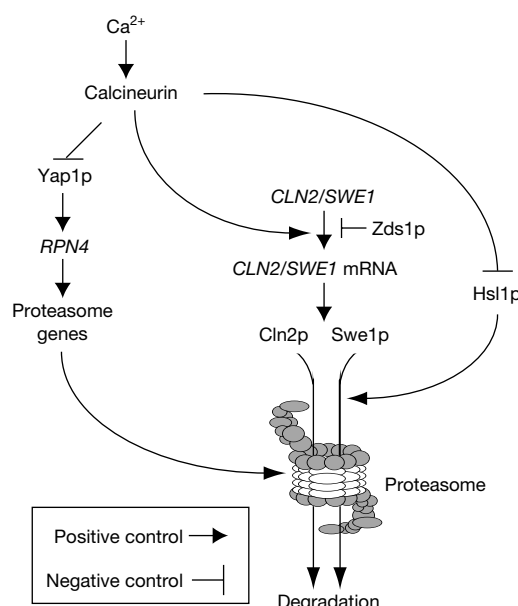 Ca2+
Calcineurin
Yap1p
CLN2/SWE1
Zds1p
RPN4
CLN2/SWE1 mRNA
Hsl1p
Proteasome
genes
Cln2p Swe1p
Proteasome
Positive control
Negative control
Degradation